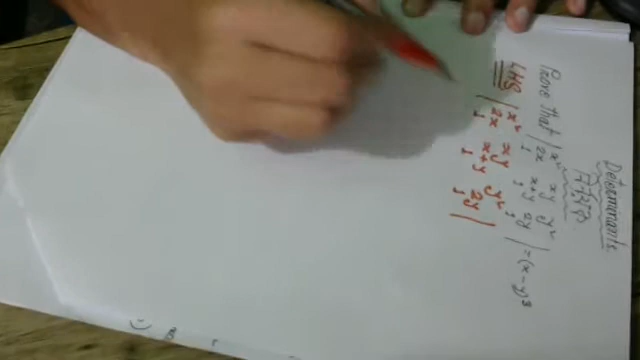 Determinants
Prove that | x² xy y²
2x x+y 2y
1 1 1 | = (x-y)³
LHS
| x² xy y²
2x x+y 2y
1 1 1 |